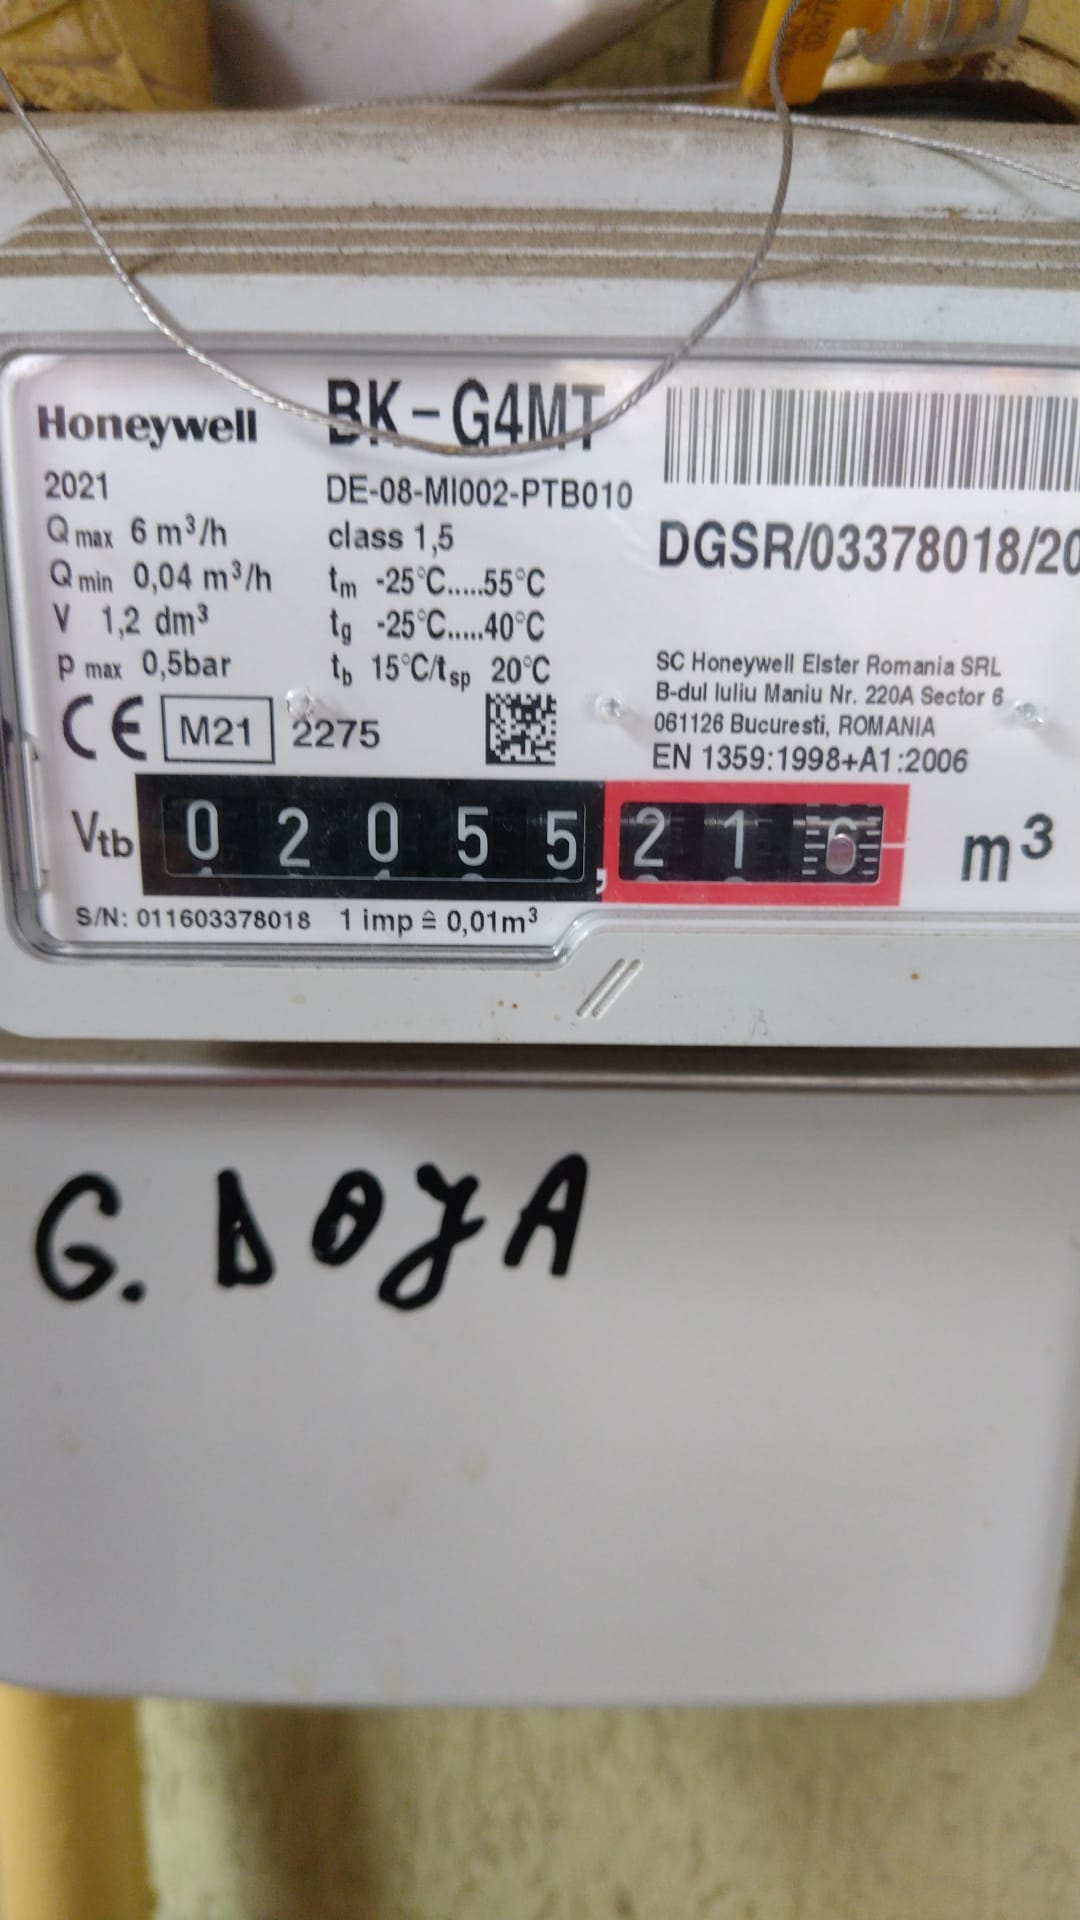 Honeywell
BK-G4MT
2021
DE-08-MI002-PTB010
Q max 6 m³/h
class 1,5
Q min 0,04 m³/h
tm -25°C.....55°C
V 1,2 dm³
tg -25°C.....40°C
p max 0,5bar
tb 15°C/tsp 20°C
CE M21 2275
DGSR/03378018/20
SC Honeywell Elster Romania SRL
B-dul Iuliu Maniu Nr. 220A Sector 6
061126 Bucuresti, ROMANIA
EN 1359:1998+A1:2006
Vtb 02055,216 m³
S/N: 011603378018 1 imp ≙ 0,01m³
G. DOJA